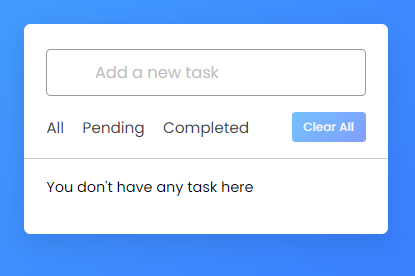 Add a new task
All Pending Completed Clear All
You don't have any task here